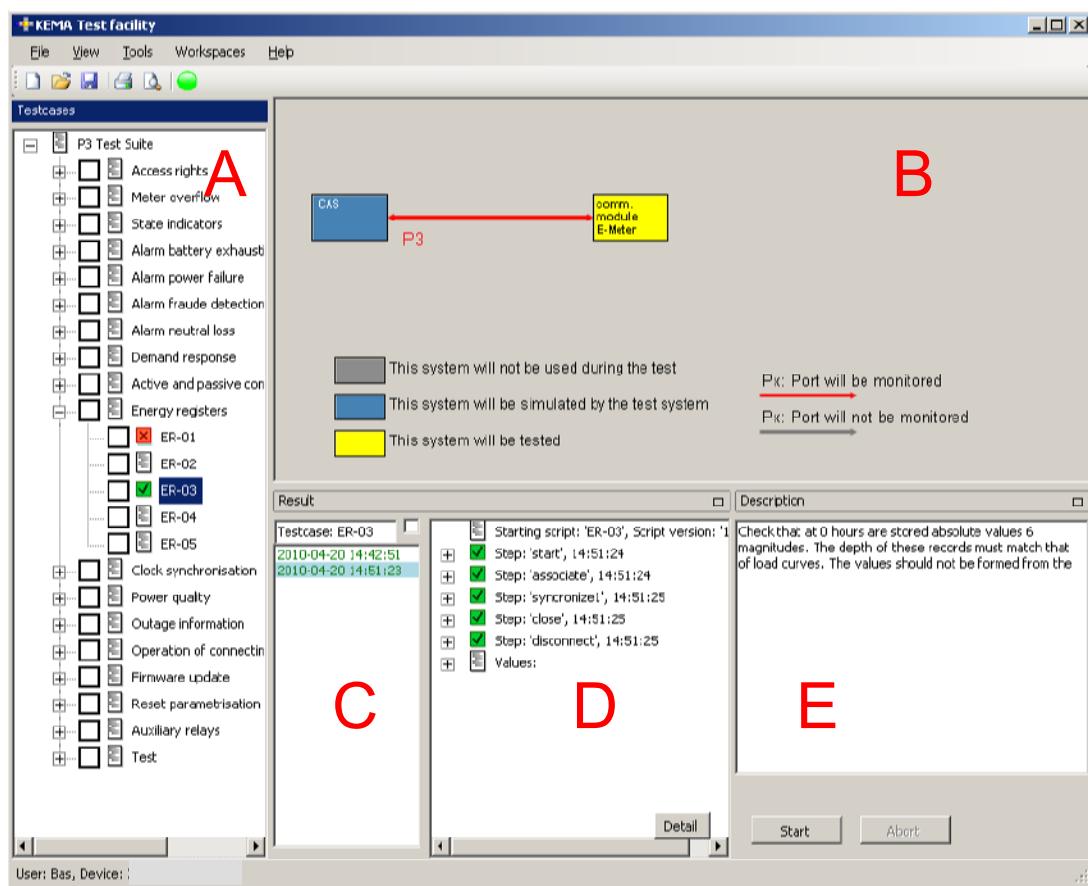 KEMA Test facility
File View Tools Workspaces Help
Testcases
P3 Test Suite
Access rights
Meter overflow
State indicators
Alarm battery exhausti
Alarm power failure
Alarm fraude detection
Alarm neutral loss
Demand response
Active and passive con
Energy registers
ER-01
ER-02
ER-03
ER-04
ER-05
Clock synchronisation
Power quality
Outage information
Operation of connectin
Firmware update
Reset parametrisation
Auxiliary relays
Test
A
B
CAS
comm.
module
E-Meter
P3
This system will not be used during the test
This system will be simulated by the test system
This system will be tested
Px: Port will be monitored
Px: Port will not be monitored
Result
Testcase: ER-03
2010-04-20 14:42:51
2010-04-20 14:51:23
C
Starting script: 'ER-03', Script version: '1
Step: 'start', 14:51:24
Step: 'associate', 14:51:24
Step: 'syncronize1', 14:51:25
Step: 'close', 14:51:25
Step: 'disconnect', 14:51:25
Values:
D
Detail
Description
Check that at 0 hours are stored absolute values 6
magnitudes. The depth of these records must match that
of load curves. The values should not be formed from the
E
Start
Abort
User: Bas, Device: